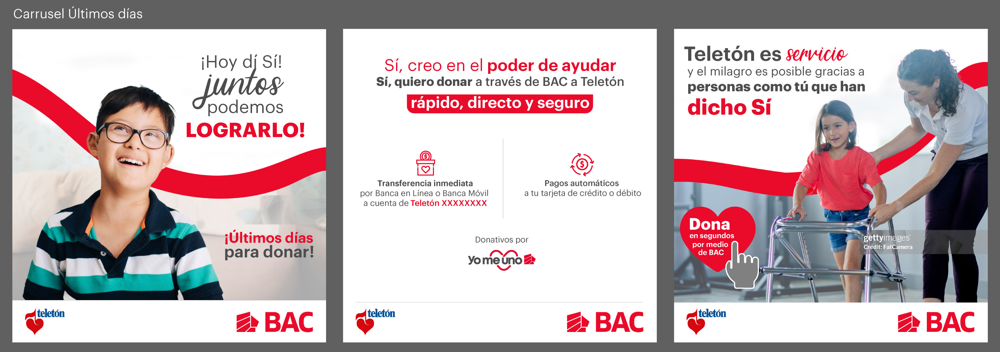 Carrusel Últimos días
¡Hoy dí Sí!
juntos
podemos
LOGRARLO!
¡Últimos días
para donar!
teletón
BAC
Sí, creo en el poder de ayudar
Sí, quiero donar a través de BAC a Teletón
rápido, directo y seguro
Transferencia inmediata
por Banca en Línea o Banca Móvil
a cuenta de Teletón XXXXXXXX
Pagos automáticos
a tu tarjeta de crédito o débito
Donativos por
Yo me uno
teletón
BAC
Teletón es servicio
y el milagro es posible gracias a
personas como tú que han
dicho Sí
Dona
en segundos
por medio
de BAC
gettyimages®
Credit: FatCamera
teletón
BAC